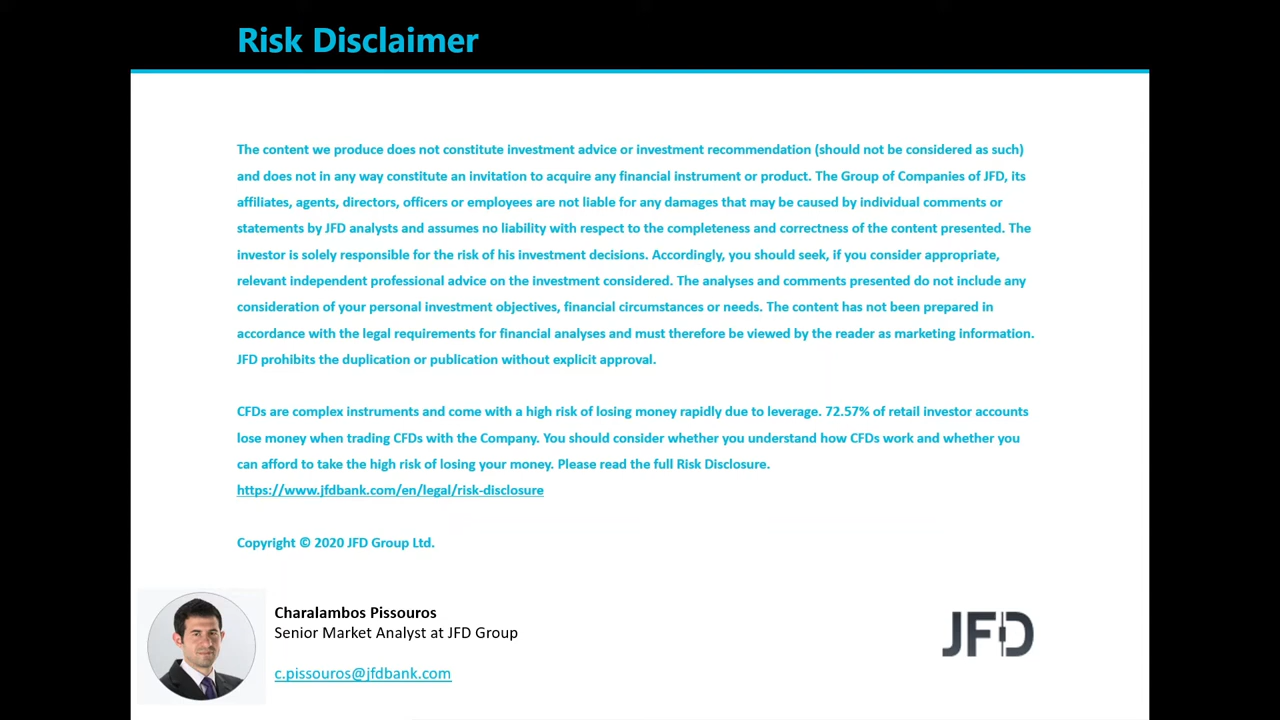 Risk Disclaimer
The content we produce does not constitute investment advice or investment recommendation (should not be considered as such)
and does not in any way constitute an invitation to acquire any financial instrument or product. The Group of Companies of JFD, its
affiliates, agents, directors, officers or employees are not liable for any damages that may be caused by individual comments or
statements by JFD analysts and assumes no liability with respect to the completeness and correctness of the content presented. The
investor is solely responsible for the risk of his investment decisions. Accordingly, you should seek, if you consider appropriate,
relevant independent professional advice on the investment considered. The analyses and comments presented do not include any
consideration of your personal investment objectives, financial circumstances or needs. The content has not been prepared in
accordance with the legal requirements for financial analyses and must therefore be viewed by the reader as marketing information.
JFD prohibits the duplication or publication without explicit approval.
CFDs are complex instruments and come with a high risk of losing money rapidly due to leverage. 72.57% of retail investor accounts
lose money when trading CFDs with the Company. You should consider whether you understand how CFDs work and whether you
can afford to take the high risk of losing your money. Please read the full Risk Disclosure.
https://www.jfdbank.com/en/legal/risk-disclosure
Copyright © 2020 JFD Group Ltd.
Charalambos Pissouros
Senior Market Analyst at JFD Group
c.pissouros@jfdbank.com
JFD